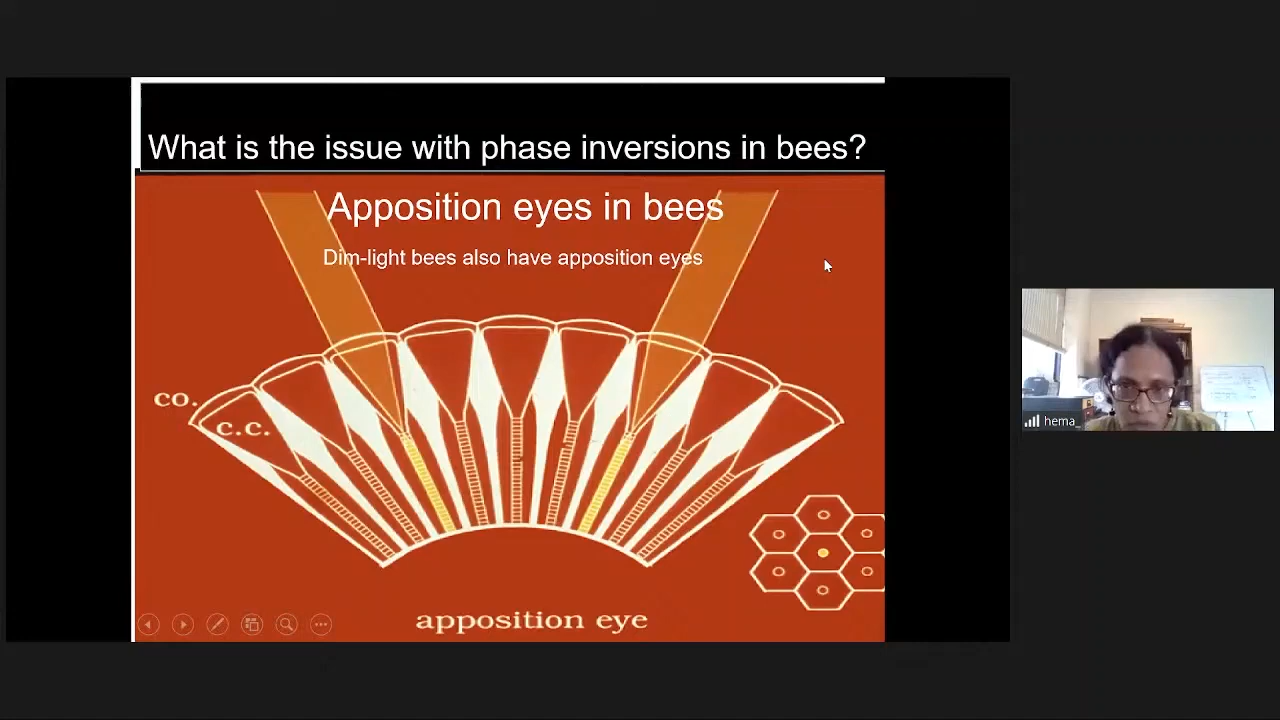 What is the issue with phase inversions in bees?
Apposition eyes in bees
Dim-light bees also have apposition eyes
co.
c.c.
apposition eye
hema_